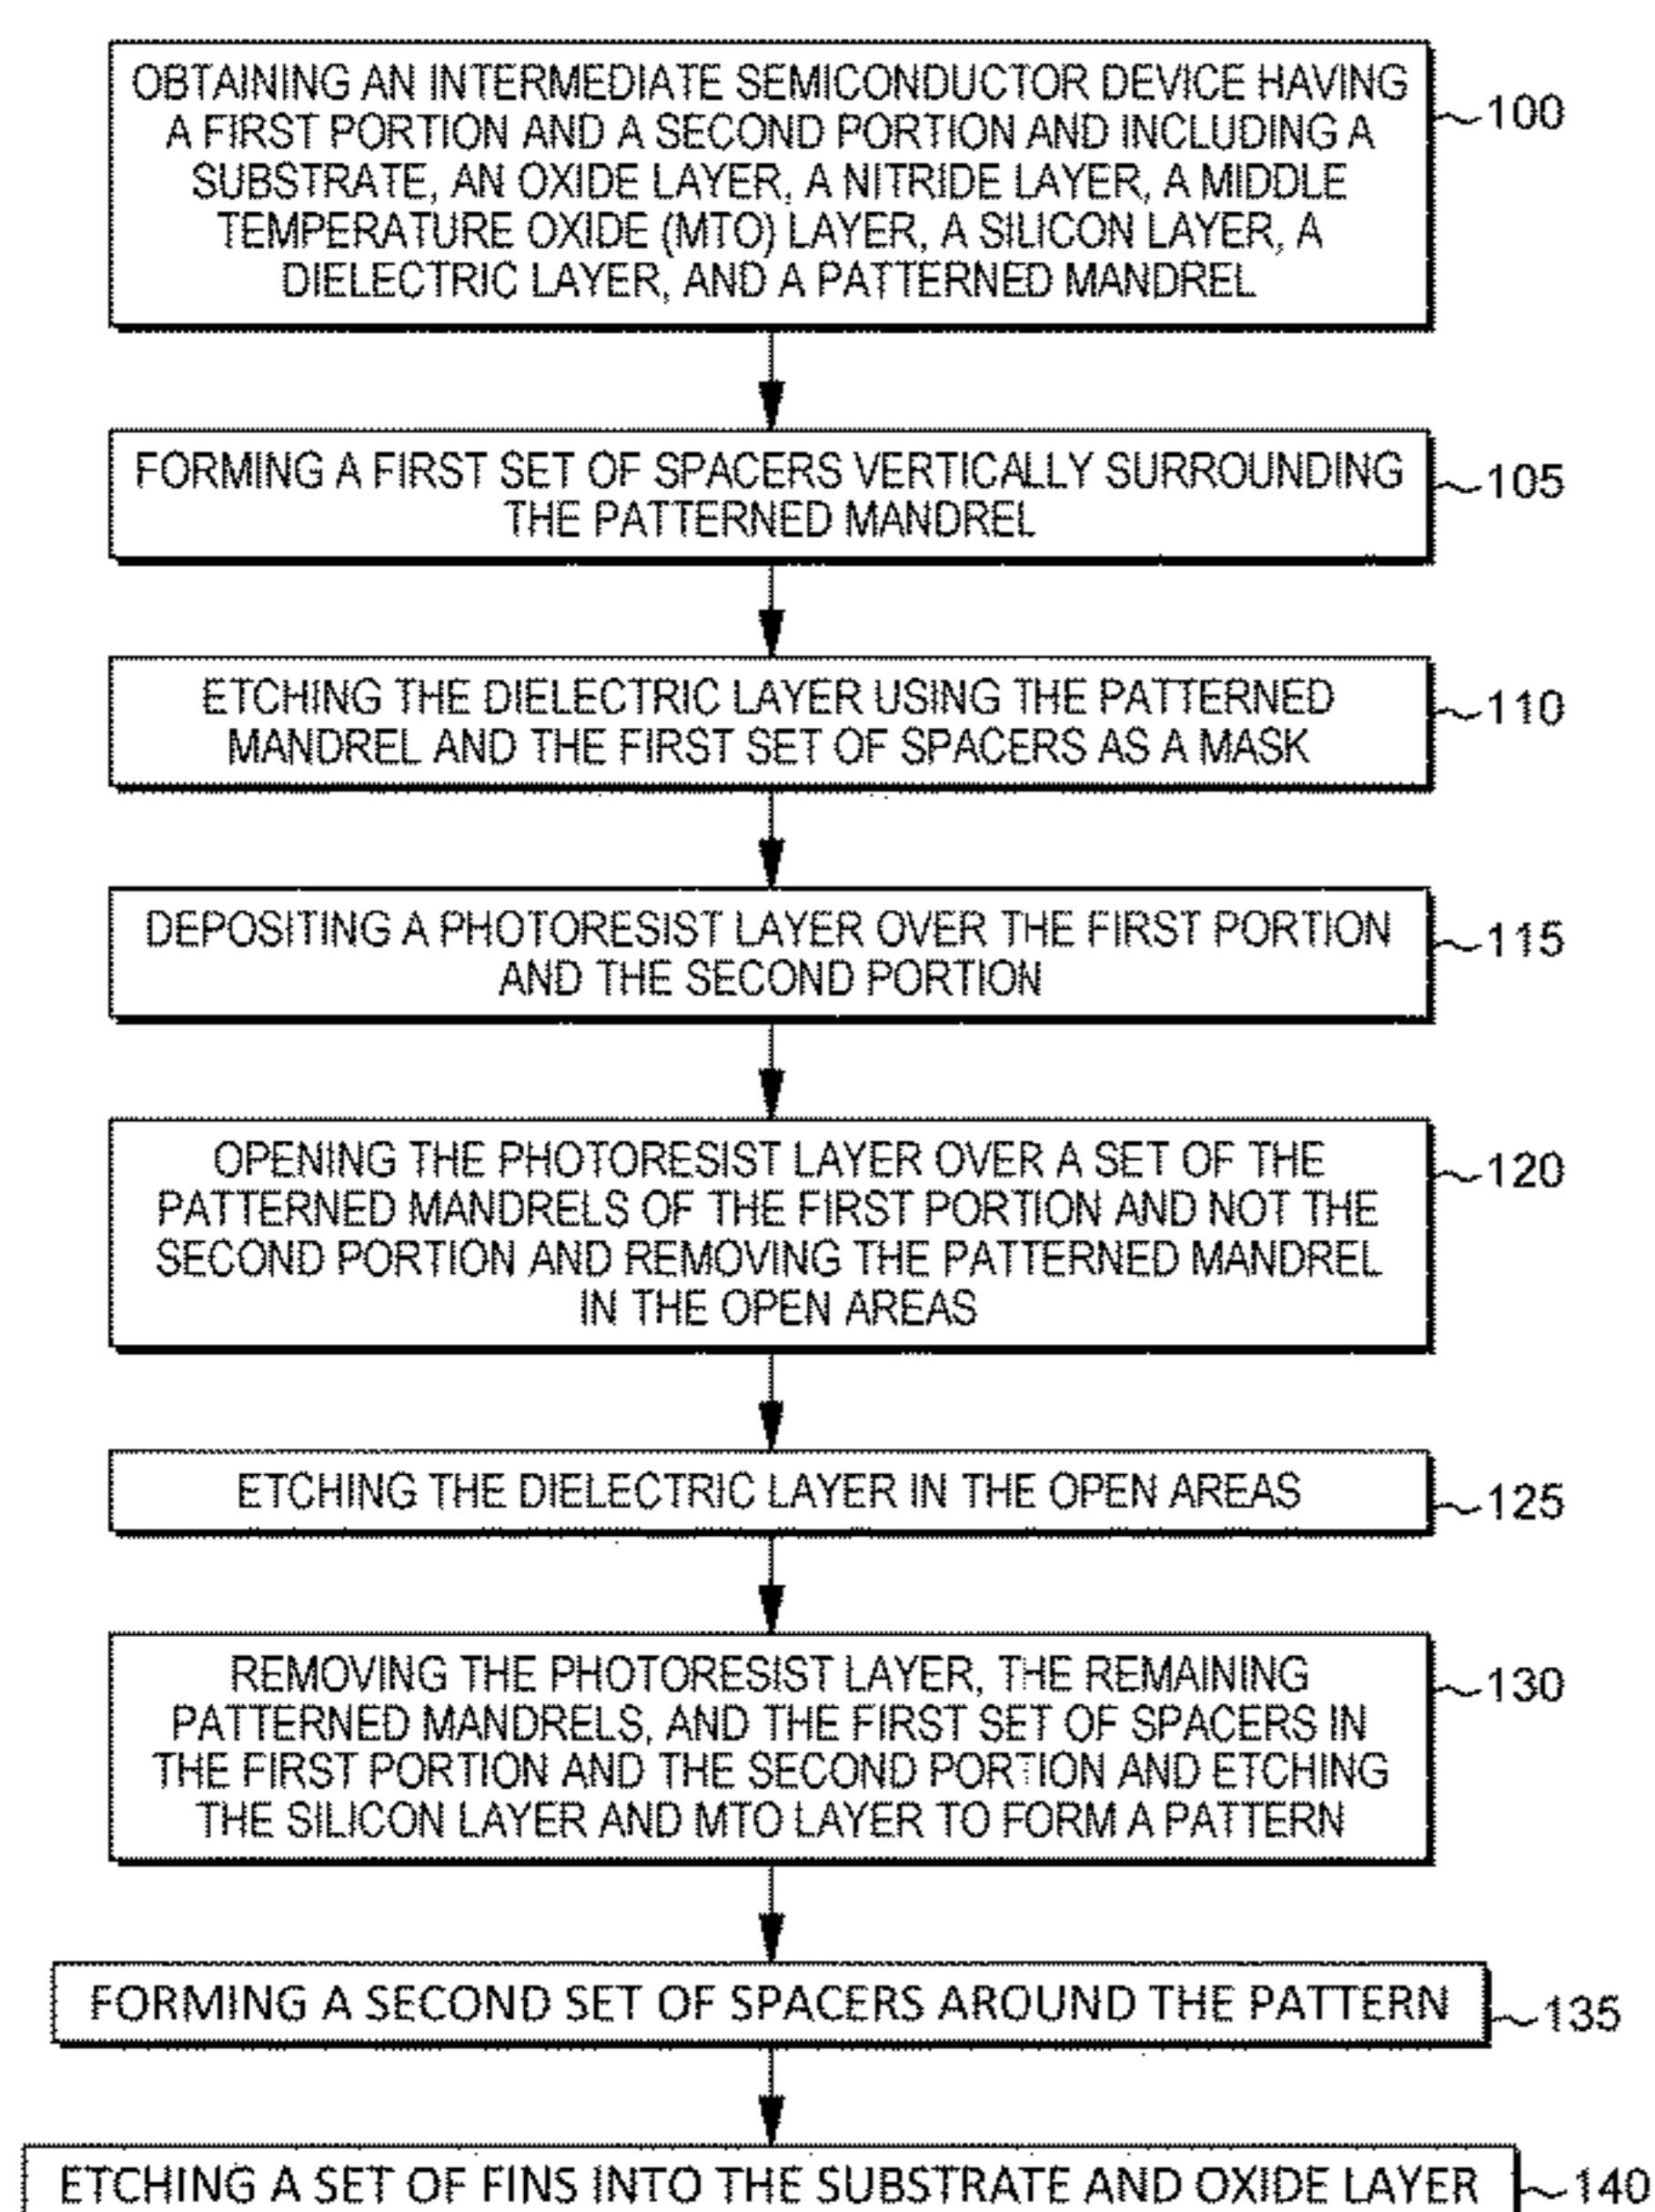 OBTAINING AN INTERMEDIATE SEMICONDUCTOR DEVICE HAVING
A FIRST PORTION AND A SECOND PORTION AND INCLUDING A
SUBSTRATE, AN OXIDE LAYER, A NITRIDE LAYER, A MIDDLE
TEMPERATURE OXIDE (MTO) LAYER, A SILICON LAYER, A
DIELECTRIC LAYER, AND A PATTERNED MANDREL
100
FORMING A FIRST SET OF SPACERS VERTICALLY SURROUNDING
THE PATTERNED MANDREL
105
ETCHING THE DIELECTRIC LAYER USING THE PATTERNED
MANDREL AND THE FIRST SET OF SPACERS AS A MASK
110
DEPOSITING A PHOTORESIST LAYER OVER THE FIRST PORTION
AND THE SECOND PORTION
115
OPENING THE PHOTORESIST LAYER OVER A SET OF THE
PATTERNED MANDRELS OF THE FIRST PORTION AND NOT THE
SECOND PORTION AND REMOVING THE PATTERNED MANDREL
IN THE OPEN AREAS
120
ETCHING THE DIELECTRIC LAYER IN THE OPEN AREAS
125
REMOVING THE PHOTORESIST LAYER, THE REMAINING
PATTERNED MANDRELS, AND THE FIRST SET OF SPACERS IN
THE FIRST PORTION AND THE SECOND PORTION AND ETCHING
THE SILICON LAYER AND MTO LAYER TO FORM A PATTERN
130
FORMING A SECOND SET OF SPACERS AROUND THE PATTERN
135
ETCHING A SET OF FINS INTO THE SUBSTRATE AND OXIDE LAYER
140